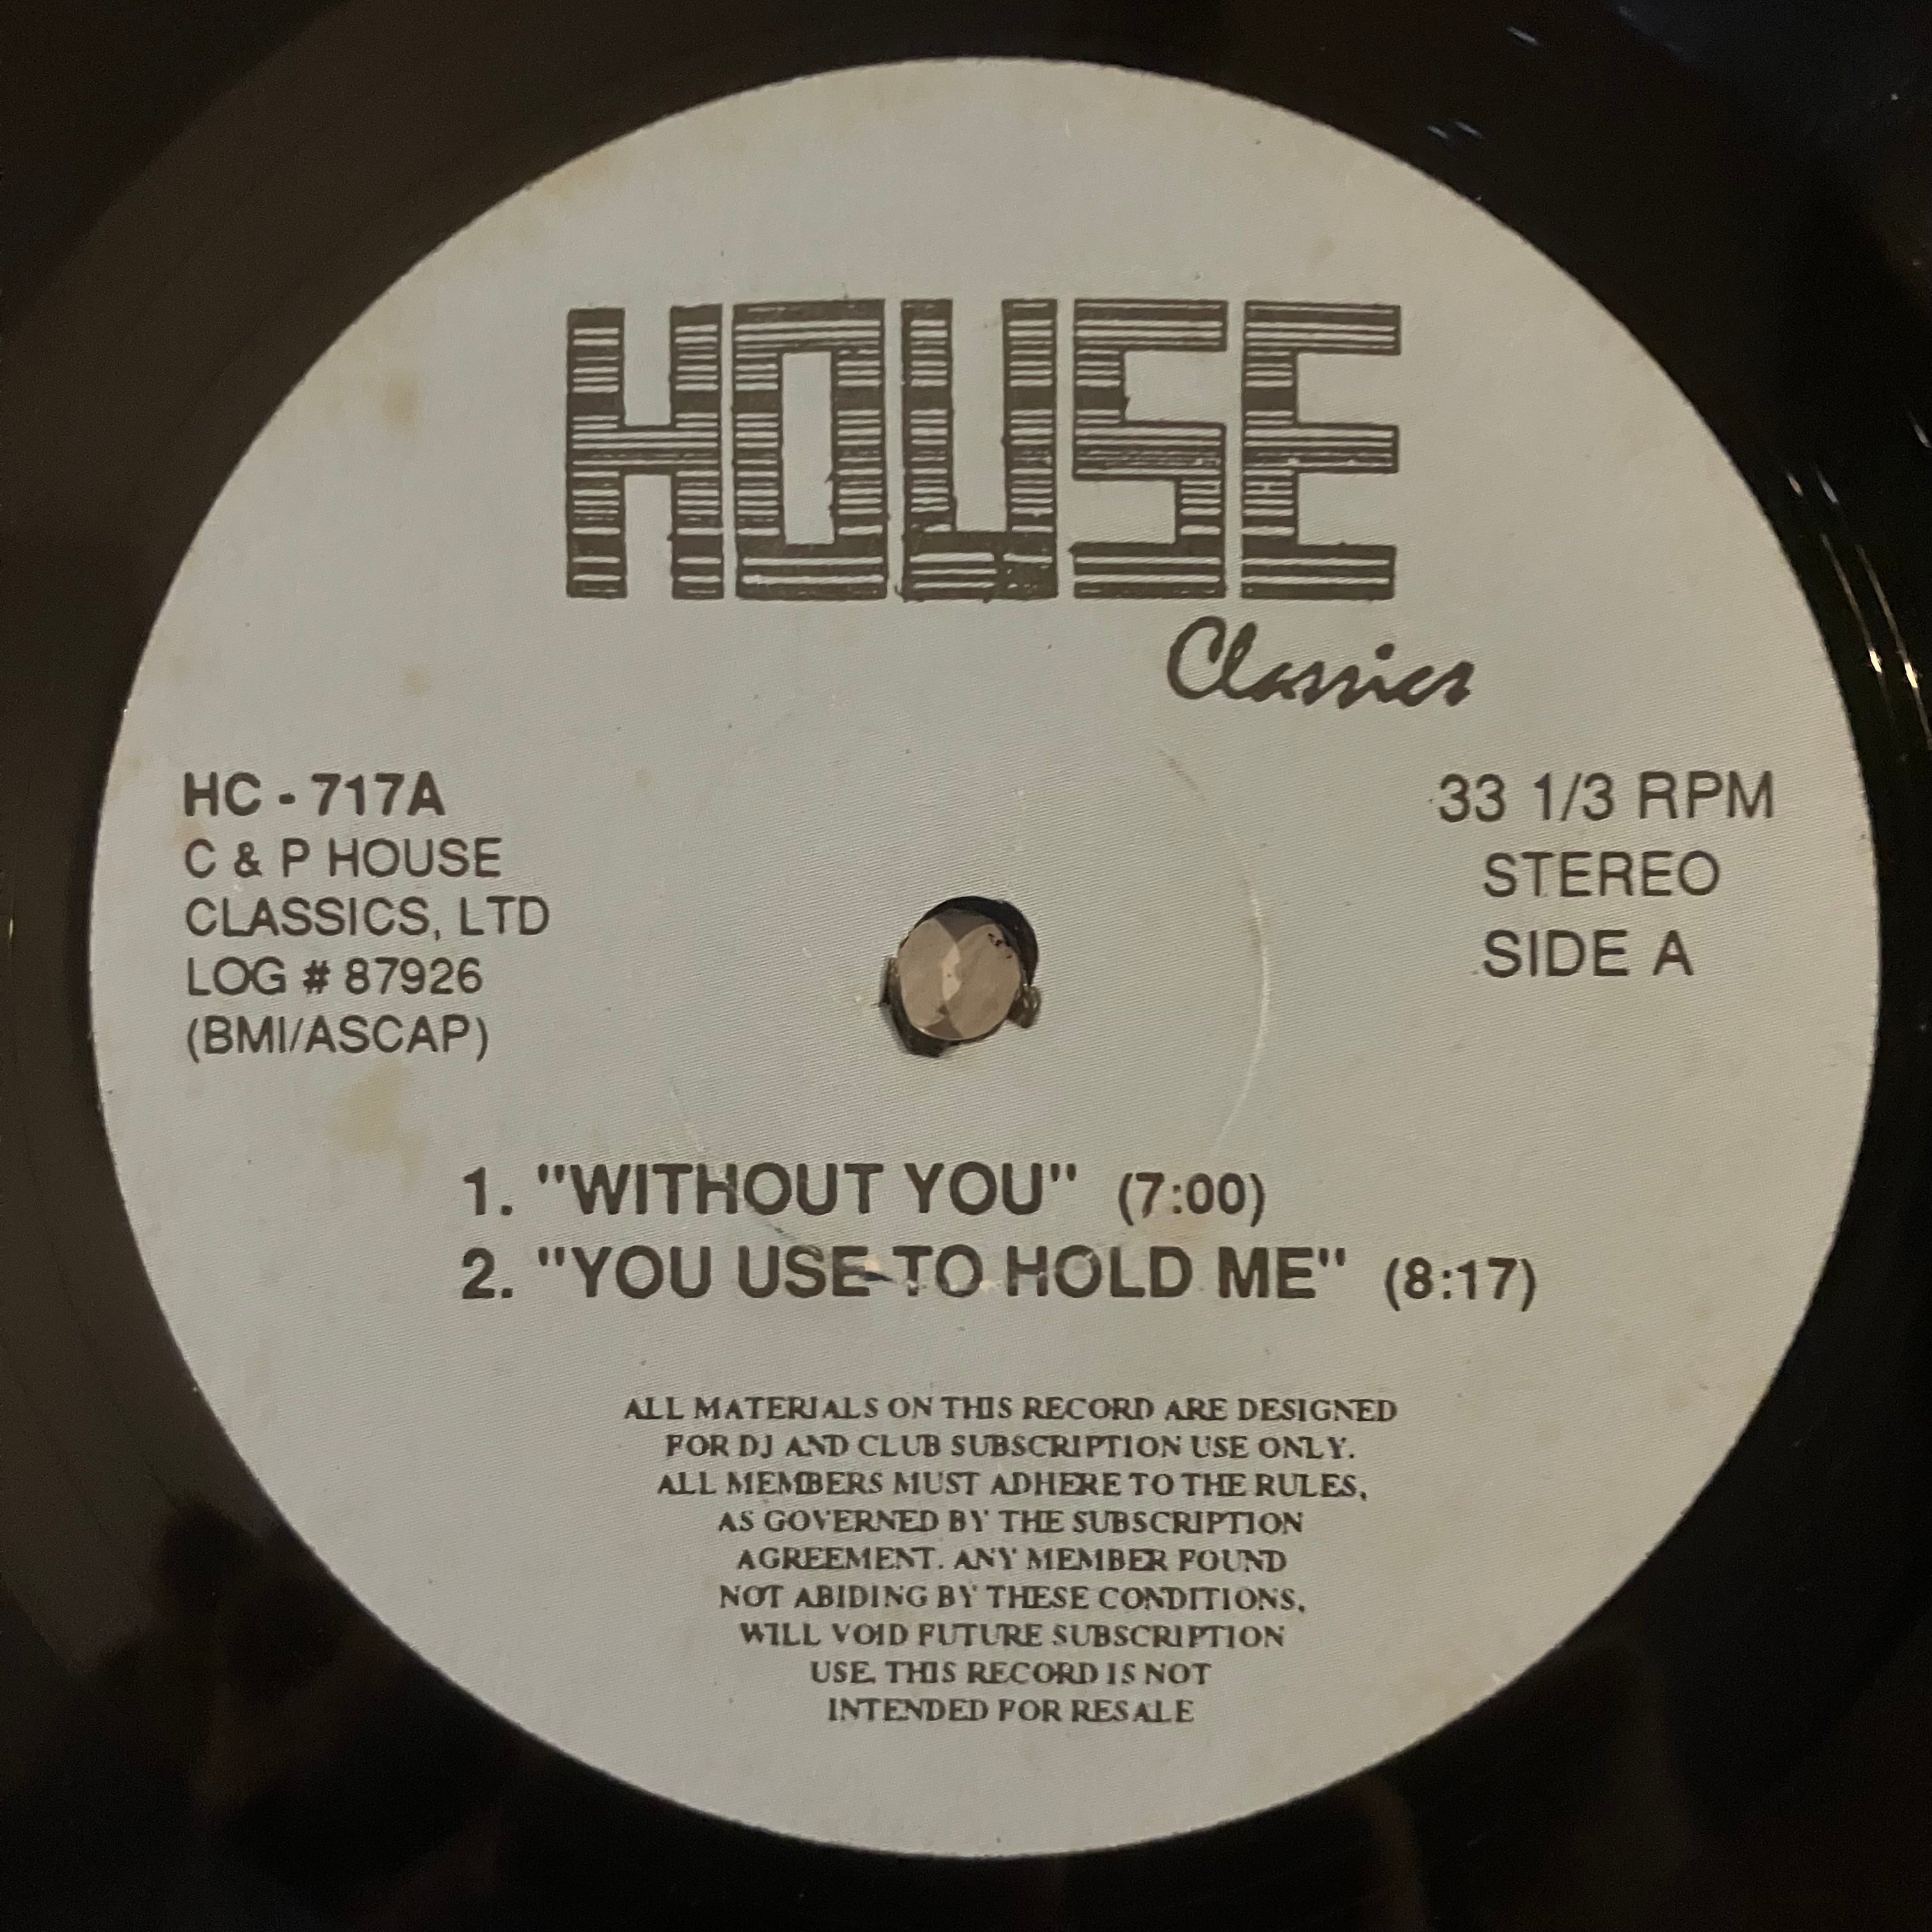 HOUSE
Classics
HC - 717A
C & P HOUSE
CLASSICS, LTD
LOG # 87926
(BMI/ASCAP)
33 1/3 RPM
STEREO
SIDE A
1. "WITHOUT YOU" (7:00)
2. "YOU USE TO HOLD ME" (8:17)
ALL MATERIALS ON THIS RECORD ARE DESIGNED
FOR DJ AND CLUB SUBSCRIPTION USE ONLY.
ALL MEMBERS MUST ADHERE TO THE RULES,
AS GOVERNED BY THE SUBSCRIPTION
AGREEMENT. ANY MEMBER FOUND
NOT ABIDING BY THESE CONDITIONS,
WILL VOID FUTURE SUBSCRIPTION
USE. THIS RECORD IS NOT
INTENDED FOR RESALE